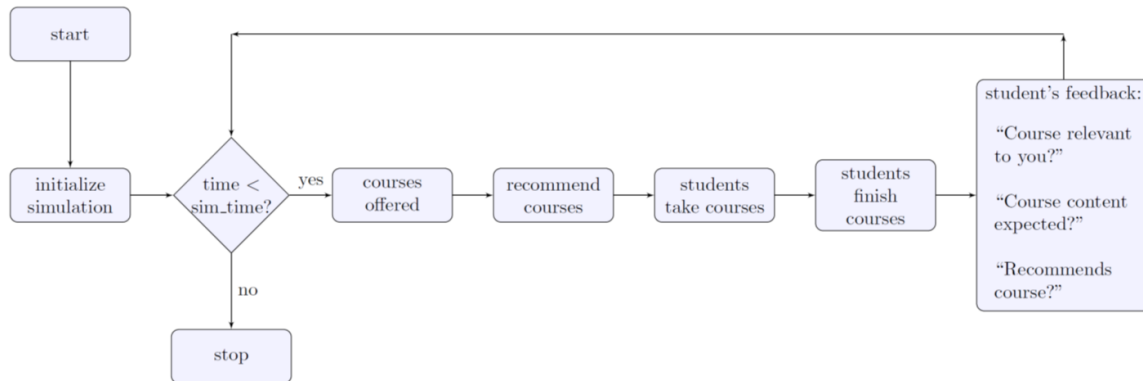 start
initialize
simulation
time <
sim_time?
yes
no
stop
courses
offered
recommend
courses
students
take courses
students
finish
courses
student's feedback:
“Course relevant
to you?”
“Course content
expected?”
“Recommends
course?”